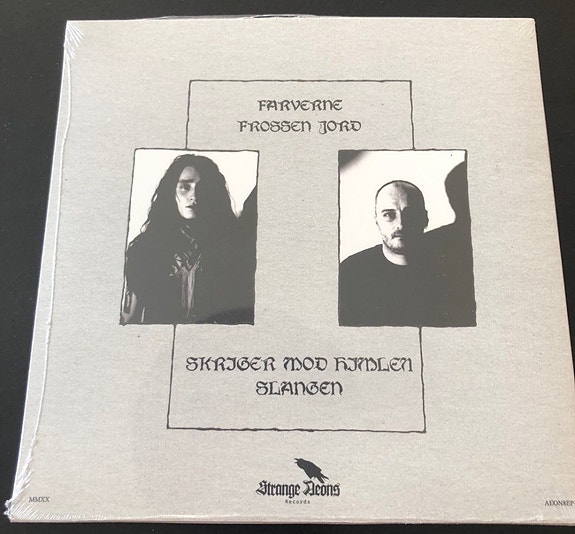 FARVERNE
FROSSEN JORD
SKRIGER MOD HIMLEN
SLANGEN
Strange Aeons
Records
MMXX